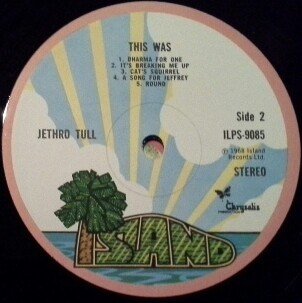 THIS WAS
1. DHARMA FOR ONE
2. IT'S BREAKING ME UP
3. CAT'S SQUIRREL
4. A SONG FOR JEFFREY
5. ROUND
Side 2
JETHRO TULL
ILPS-9085
℗ 1968 Island
Records Ltd.
STEREO
Chrysalis
PRODUCTIONS
ISLAND